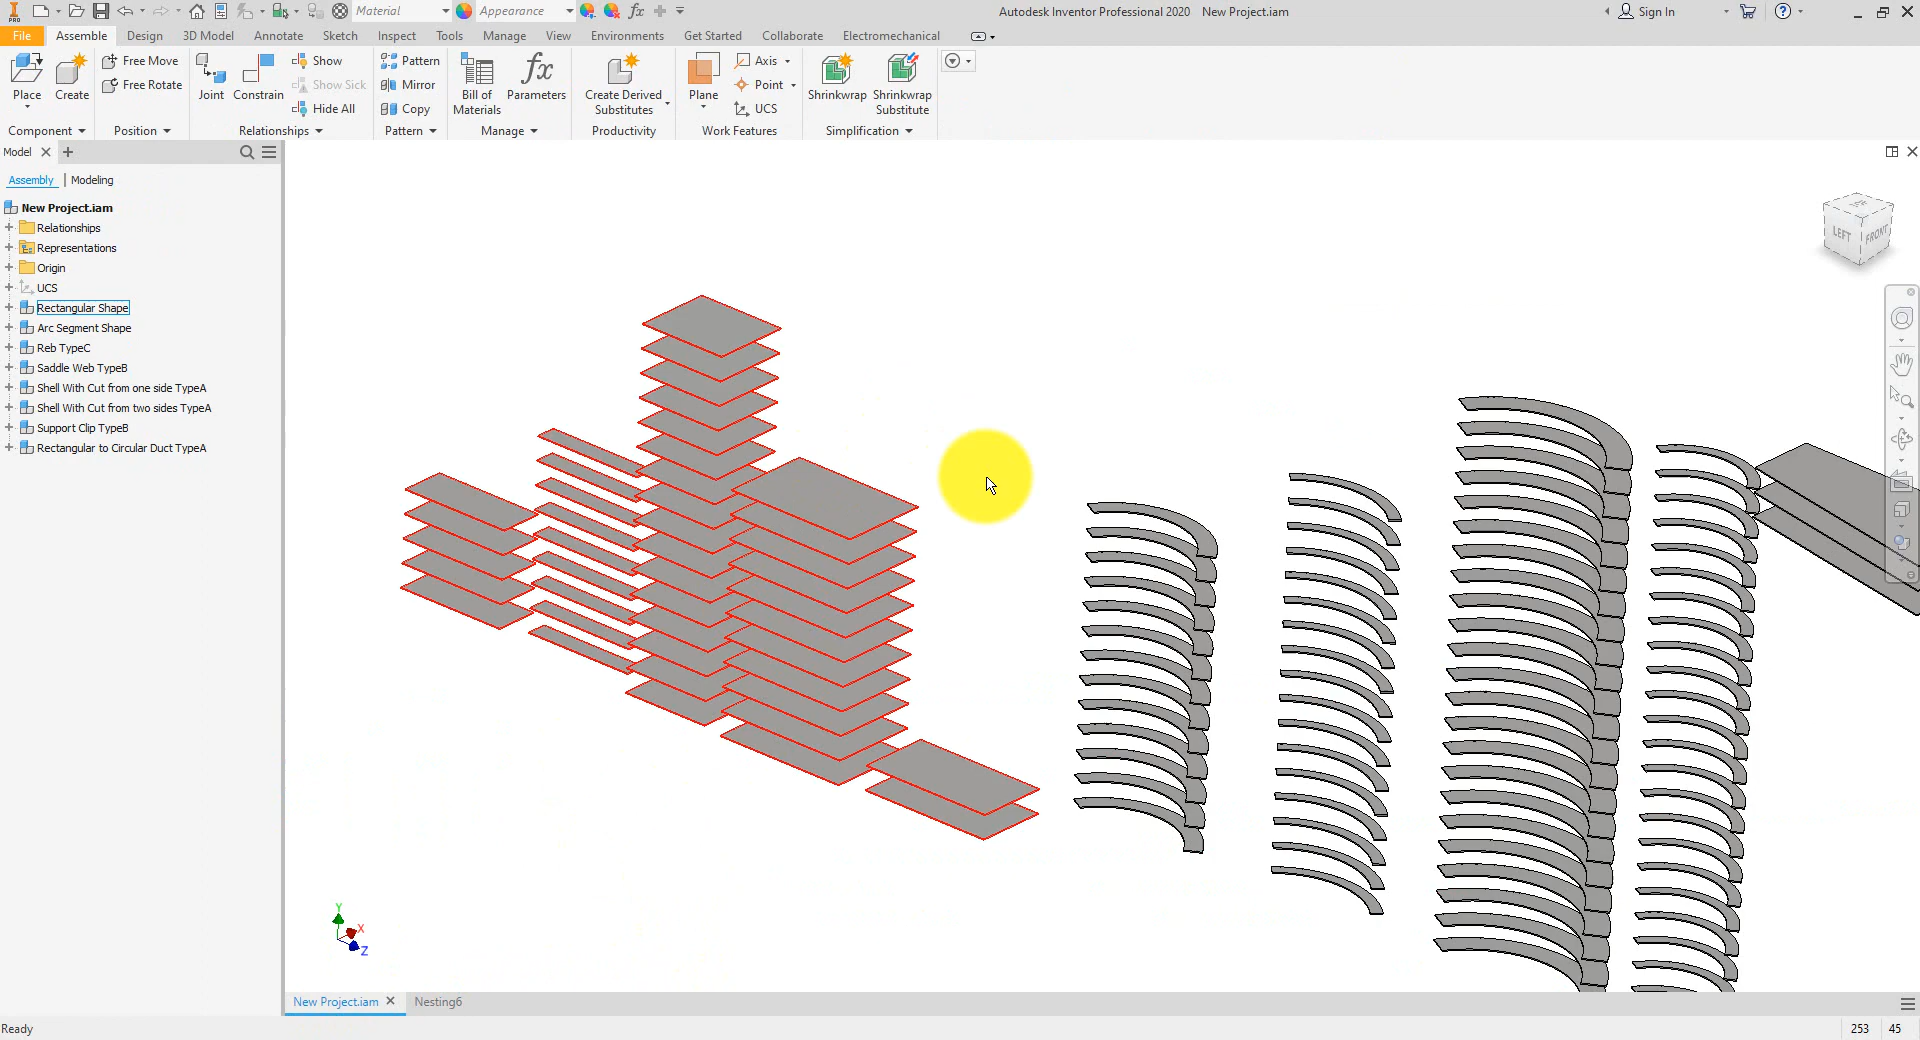 PRO
Material
Appearance
fx
Autodesk Inventor Professional 2020 New Project.iam
Sign In
File Assemble Design 3D Model Annotate Sketch Inspect Tools Manage View Environments Get Started Collaborate Electromechanical
Place
Create
Free Move
Free Rotate
Joint
Constrain
Show
Show Sick
Hide All
Pattern
Mirror
Copy
Bill of
Materials
fx
Parameters
Create Derived
Substitutes
Plane
Axis
Point
UCS
Shrinkwrap
Shrinkwrap
Substitute
Component Position Relationships Pattern Manage Productivity Work Features Simplification
Model
Assembly | Modeling
New Project.iam
Relationships
Representations
Origin
UCS
Rectangular Shape
Arc Segment Shape
Reb TypeC
Saddle Web TypeB
Shell With Cut from one side TypeA
Shell With Cut from two sides TypeA
Support Clip TypeB
Rectangular to Circular Duct TypeA
LEFT FRONT
Y
X
Z
New Project.iam Nesting6
Ready
253 45